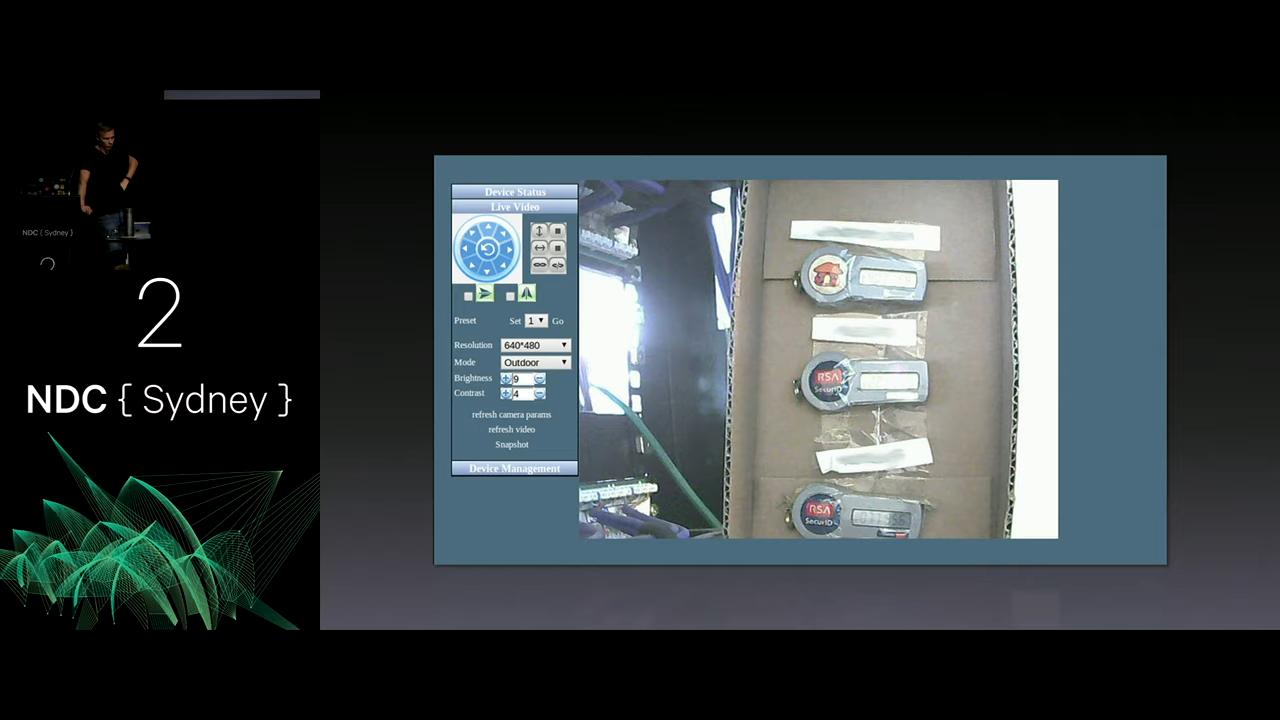 NDC { Sydney }
2
NDC { Sydney }
Device Status
Live Video
Preset Set 1 Go
Resolution 640*480
Mode Outdoor
Brightness 9
Contrast 4
refresh camera params
refresh video
Snapshot
Device Management
RSA
SecurID
RSA
SecurID